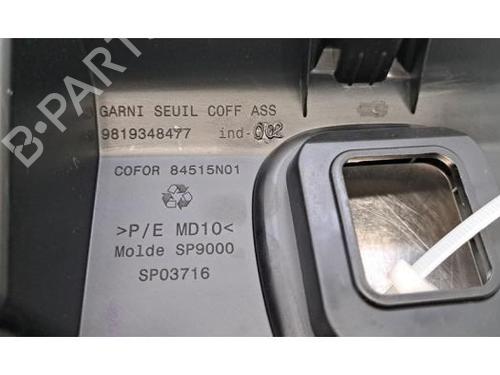 GARNI SEUIL COFF ASS
9819348477 ind-002
COFOR 84515N01
>P/E MD10<
Molde SP9000
SP03716
B-PARTS